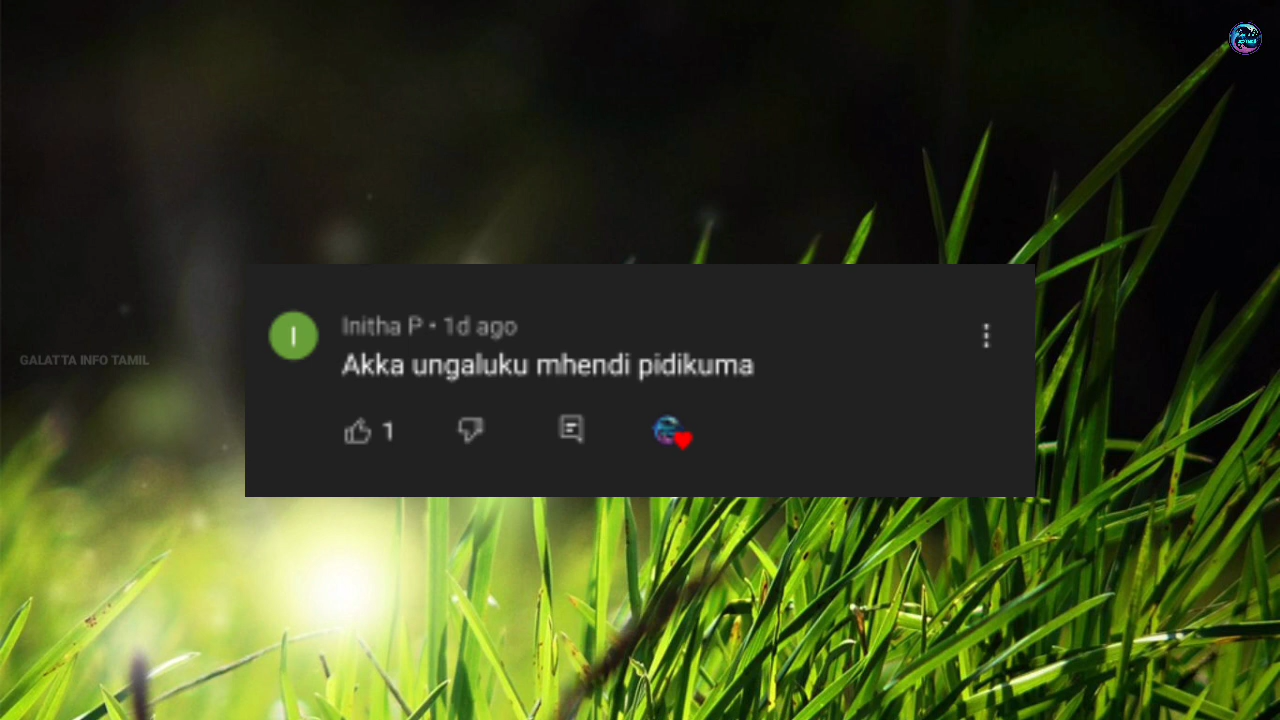 GALATTA INFO TAMIL
I
Initha P • 1d ago
Akka ungaluku mhendi pidikuma
1